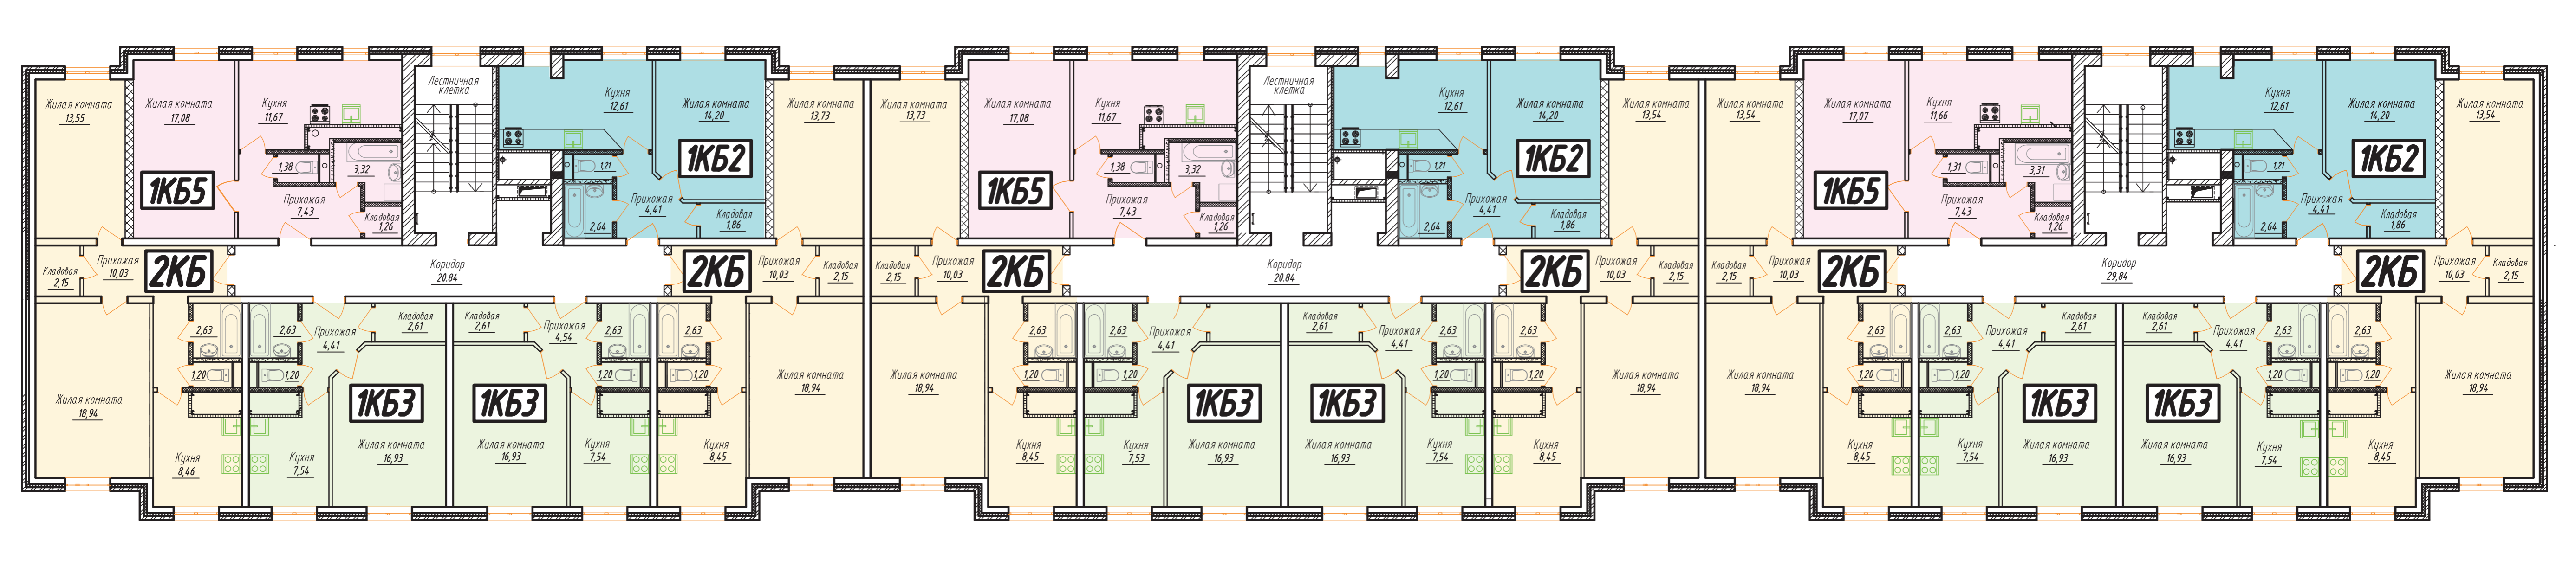 Жилая комната
13,55
Жилая комната
17,08
Кухня
11,67
1,38
3,32
1КБ5
Прихожая
7,43
Кладовая
1,26
Лестничная
клетка
Кухня
12,61
Жилая комната
14,20
1,21
1КБ2
2,64
Прихожая
4,41
Кладовая
1,86
Жилая комната
13,73
Кладовая
2,15
Прихожая
10,03
2КБ
Коридор
20.84
2КБ
Прихожая
10,03
Кладовая
2,15
Жилая комната
18,94
2,63
1,20
Кухня
8,46
2,63
1,20
Прихожая
4,41
Кладовая
2,61
1КБ3
Кухня
7,54
Жилая комната
16,93
Кладовая
2,61
Прихожая
4,54
2,63
1,20
1КБ3
Жилая комната
16,93
Кухня
7,54
2,63
1,20
Кухня
8,45
Жилая комната
18,94
Жилая комната
13,73
Жилая комната
17,08
Кухня
11,67
1,38
3,32
1КБ5
Прихожая
7,43
Кладовая
1,26
Лестничная
клетка
Кухня
12,61
Жилая комната
14,20
1,21
1КБ2
2,64
Прихожая
4,41
Кладовая
1,86
Жилая комната
13,54
Кладовая
2,15
Прихожая
10,03
2КБ
Коридор
20.84
2КБ
Прихожая
10,03
Кладовая
2,15
Жилая комната
18,94
2,63
1,20
Кухня
8,45
2,63
1,20
Прихожая
4,41
1КБ3
Кухня
7,53
Жилая комната
16,93
Кладовая
2,61
Прихожая
4,41
2,63
1,20
1КБ3
Жилая комната
16,93
Кухня
7,54
2,63
1,20
Кухня
8,45
Жилая комната
18,94
Жилая комната
13,54
Жилая комната
17,07
Кухня
11,66
1,31
3,31
1КБ5
Прихожая
7,43
Кладовая
1,26
Кухня
12,61
Жилая комната
14,20
1,21
1КБ2
2,64
Прихожая
4,41
Кладовая
1,86
Жилая комната
13,54
Кладовая
2,15
Прихожая
10,03
2КБ
Коридор
29,84
2КБ
Прихожая
10,03
Кладовая
2,15
Жилая комната
18,94
2,63
1,20
Кухня
8,45
2,63
1,20
Прихожая
4,41
Кладовая
2,61
1КБ3
Кухня
7,54
Жилая комната
16,93
Кладовая
2,61
Прихожая
4,41
2,63
1,20
1КБ3
Жилая комната
16,93
Кухня
7,54
2,63
1,20
Кухня
8,45
Жилая комната
18,94